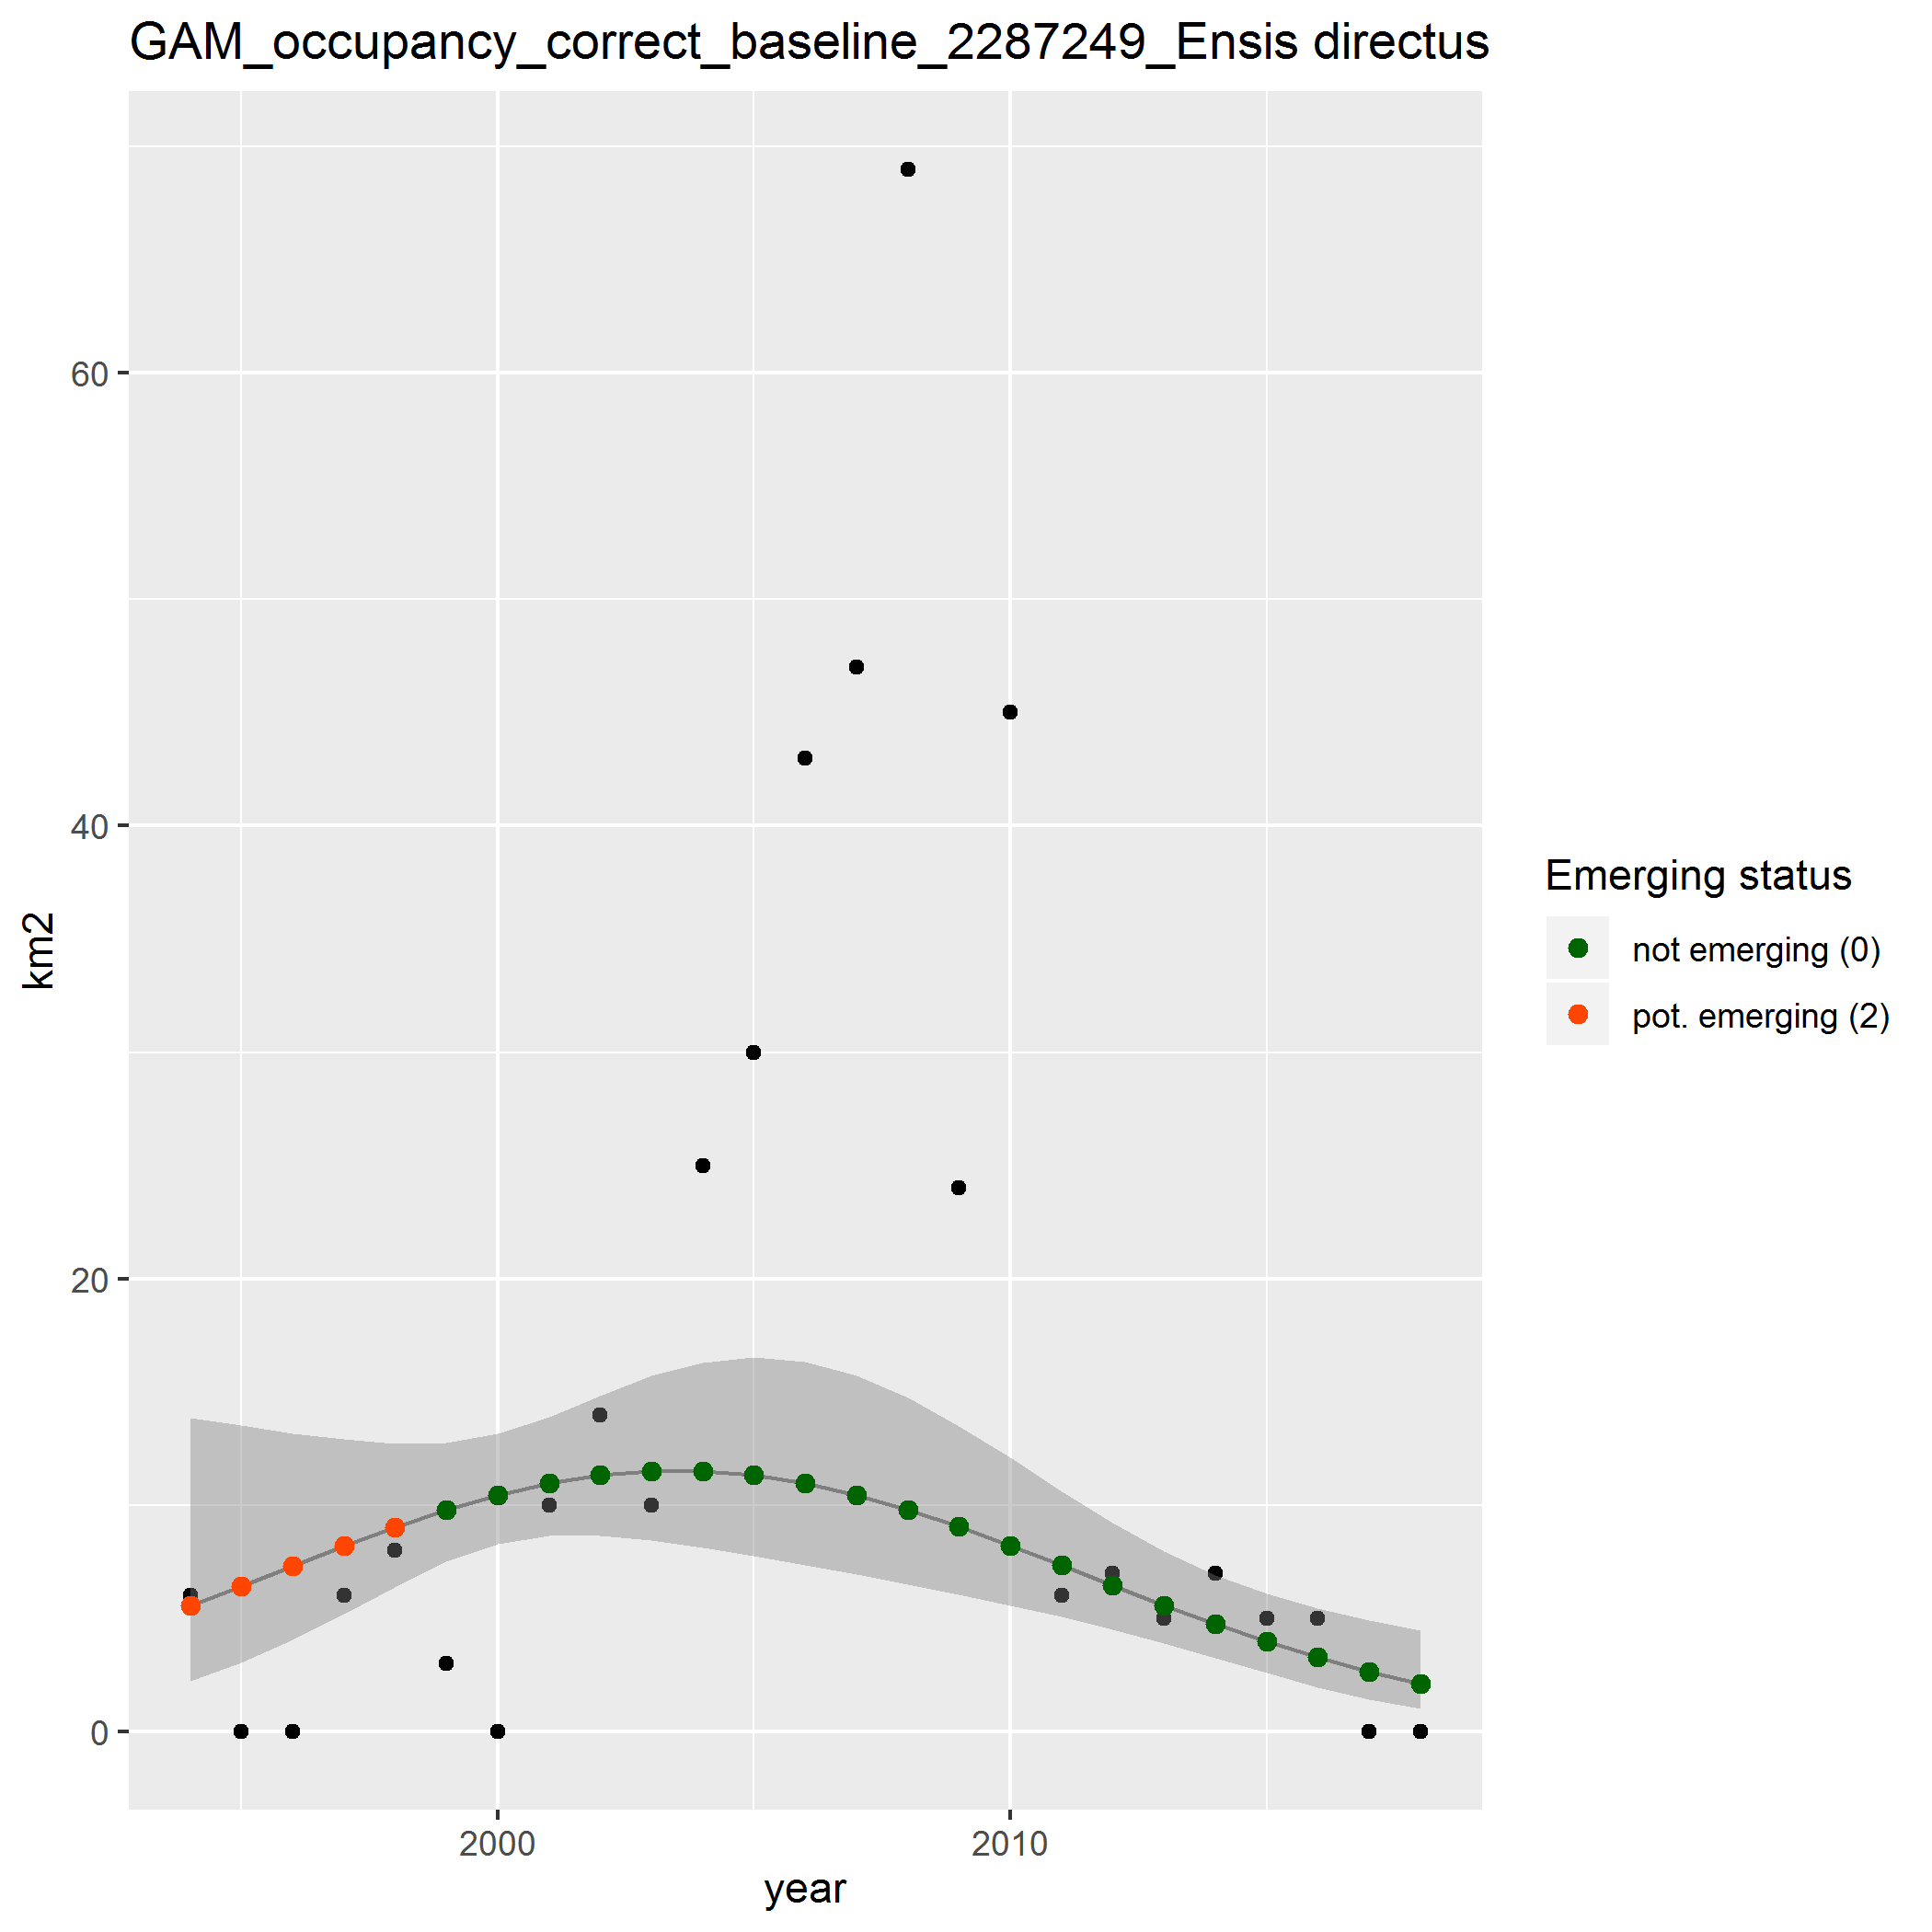 GAM_occupancy_correct_baseline_2287249_Ensis directus
60
40
20
0
km2
2000
2010
year
Emerging status
not emerging (0)
pot. emerging (2)